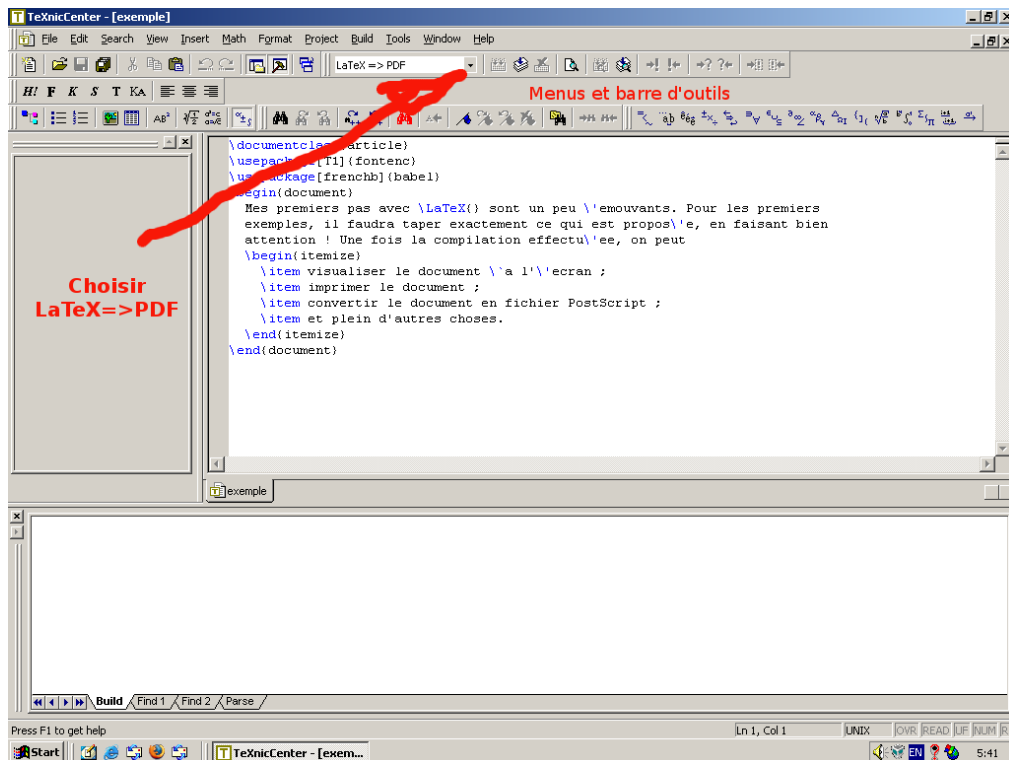 TeXnicCenter - [exemple]
File Edit Search View Insert Math Format Project Build Tools Window Help
LaTeX => PDF
H! F K S T KA
Menus et barre d'outils
\documentclass{article}
\usepackage[T1]{fontenc}
\usepackage[frenchb]{babel}
\begin{document}
Mes premiers pas avec \LaTeX{} sont un peu \'emouvants. Pour les premiers
exemples, il faudra taper exactement ce qui est propos\'e, en faisant bien
attention ! Une fois la compilation effectu\'ee, on peut
\begin{itemize}
\item visualiser le document \`a l'\'ecran ;
\item imprimer le document ;
\item convertir le document en fichier PostScript ;
\item et plein d'autres choses.
\end{itemize}
\end{document}
Choisir
LaTeX=>PDF
exemple
Build Find 1 Find 2 Parse
Press F1 to get help Ln 1, Col 1 UNIX OVR READ UF NUM R
Start TeXnicCenter - [exem... EN 5:41